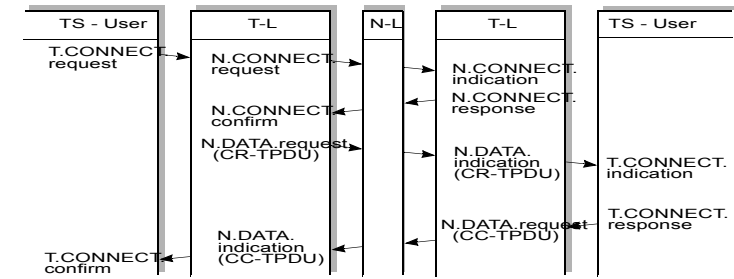 TS - User
T-L
N-L
T-L
TS - User
T.CONNECT.
request
N.CONNECT.
request
N.CONNECT.
indication
N.CONNECT.
response
N.CONNECT.
confirm
N.DATA.request
(CR-TPDU)
N.DATA.
indication
(CR-TPDU)
T.CONNECT.
indication
T.CONNECT.
response
N.DATA.request
(CC-TPDU)
N.DATA.
indication
(CC-TPDU)
T.CONNECT.
confirm